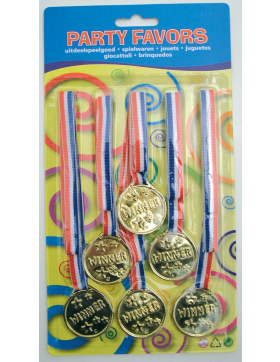 PARTY FAVORS
uitdeelspeelgoed • spielwaren • jouets • juguetes
giocattoli • brinquedos
WINNER
WINNER
WINNER
WINNER
WINNER
WINNER